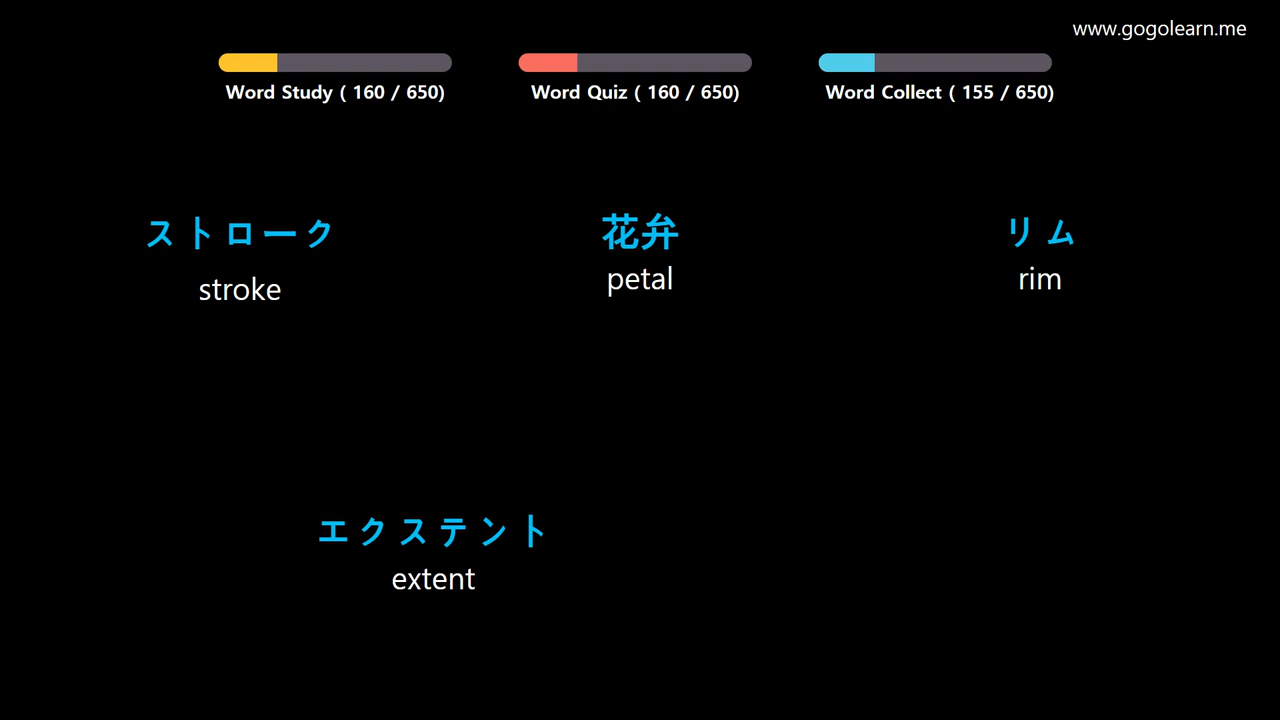 www.gogolearn.me
Word Study ( 160 / 650)
Word Quiz ( 160 / 650)
Word Collect ( 155 / 650)
ストローク
stroke
花弁
petal
リム
rim
エクステント
extent